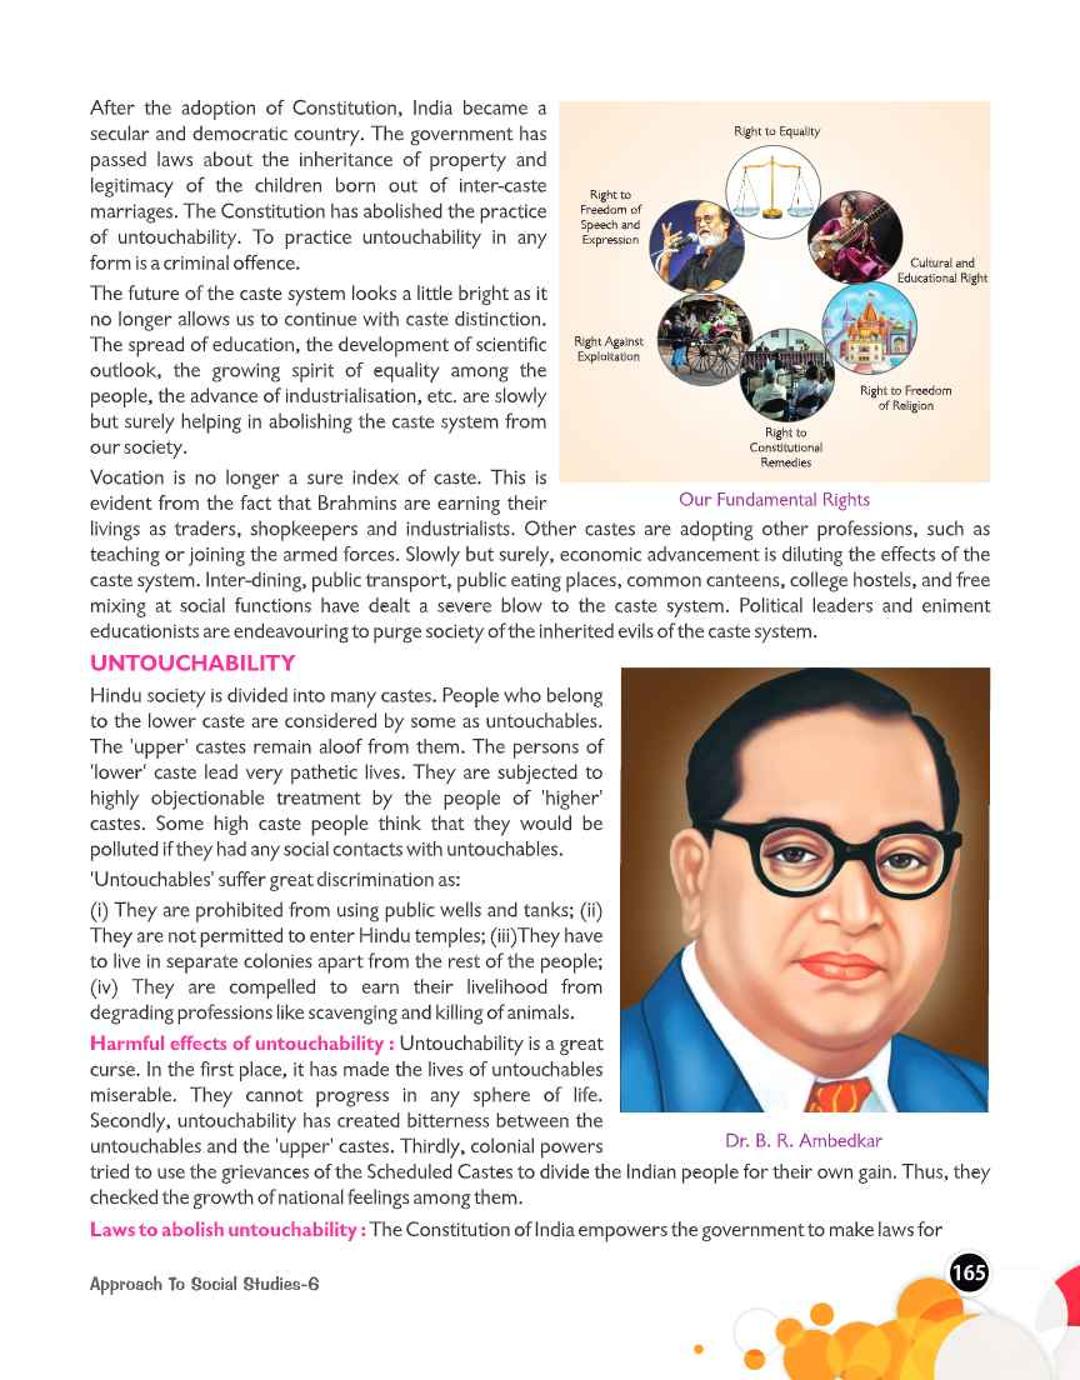 After the adoption of Constitution, India became a
secular and democratic country. The government has
passed laws about the inheritance of property and
legitimacy of the children born out of inter-caste
marriages. The Constitution has abolished the practice
of untouchability. To practice untouchability in any
form is a criminal offence.
The future of the caste system looks a little bright as it
no longer allows us to continue with caste distinction.
The spread of education, the development of scientific
outlook, the growing spirit of equality among the
people, the advance of industrialisation, etc. are slowly
but surely helping in abolishing the caste system from
our society.
Vocation is no longer a sure index of caste. This is
evident from the fact that Brahmins are earning their
Right to Equality
Right to
Freedom of
Speech and
Expression
Cultural and
Educational Right
Right Against
Exploitation
Right to Freedom
of Religion
Right to
Constitutional
Remedies
Our Fundamental Rights
livings as traders, shopkeepers and industrialists. Other castes are adopting other professions, such as
teaching or joining the armed forces. Slowly but surely, economic advancement is diluting the effects of the
caste system. Inter-dining, public transport, public eating places, common canteens, college hostels, and free
mixing at social functions have dealt a severe blow to the caste system. Political leaders and eniment
educationists are endeavouring to purge society of the inherited evils of the caste system.
UNTOUCHABILITY
Hindu society is divided into many castes. People who belong
to the lower caste are considered by some as untouchables.
The 'upper' castes remain aloof from them. The persons of
'lower' caste lead very pathetic lives. They are subjected to
highly objectionable treatment by the people of 'higher'
castes. Some high caste people think that they would be
polluted if they had any social contacts with untouchables.
'Untouchables' suffer great discrimination as:
(i) They are prohibited from using public wells and tanks; (ii)
They are not permitted to enter Hindu temples; (iii)They have
to live in separate colonies apart from the rest of the people;
(iv) They are compelled to earn their livelihood from
degrading professions like scavenging and killing of animals.
Harmful effects of untouchability : Untouchability is a great
curse. In the first place, it has made the lives of untouchables
miserable. They cannot progress in any sphere of life.
Secondly, untouchability has created bitterness between the
untouchables and the 'upper' castes. Thirdly, colonial powers
Dr. B. R. Ambedkar
tried to use the grievances of the Scheduled Castes to divide the Indian people for their own gain. Thus, they
checked the growth of national feelings among them.
Laws to abolish untouchability : The Constitution of India empowers the government to make laws for
Approach To Social Studies-6
165